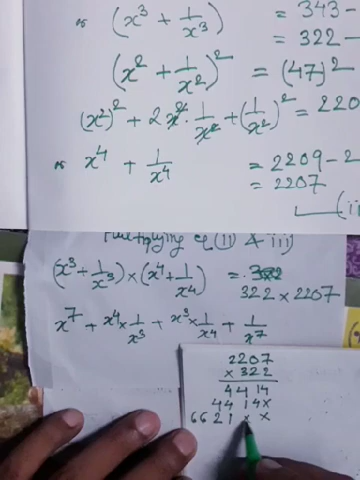 or (x³ + 1/x³) = 343 -
= 322 -
(x² + 1/x²)² = (47)²
(x²)² + 2x² · 1/x² + (1/x²)² = 220
or x⁴ + 1/x⁴ = 2209 - 2
= 2207
(ii
Multiplying eq (ii) & iii)
(x³ + 1/x³) × (x⁴ + 1/x⁴) =
322 × 2207
x⁷ + x⁴ × 1/x³ + x³ × 1/x⁴ + 1/x⁷
2207
× 322
4414
4414×
6621××